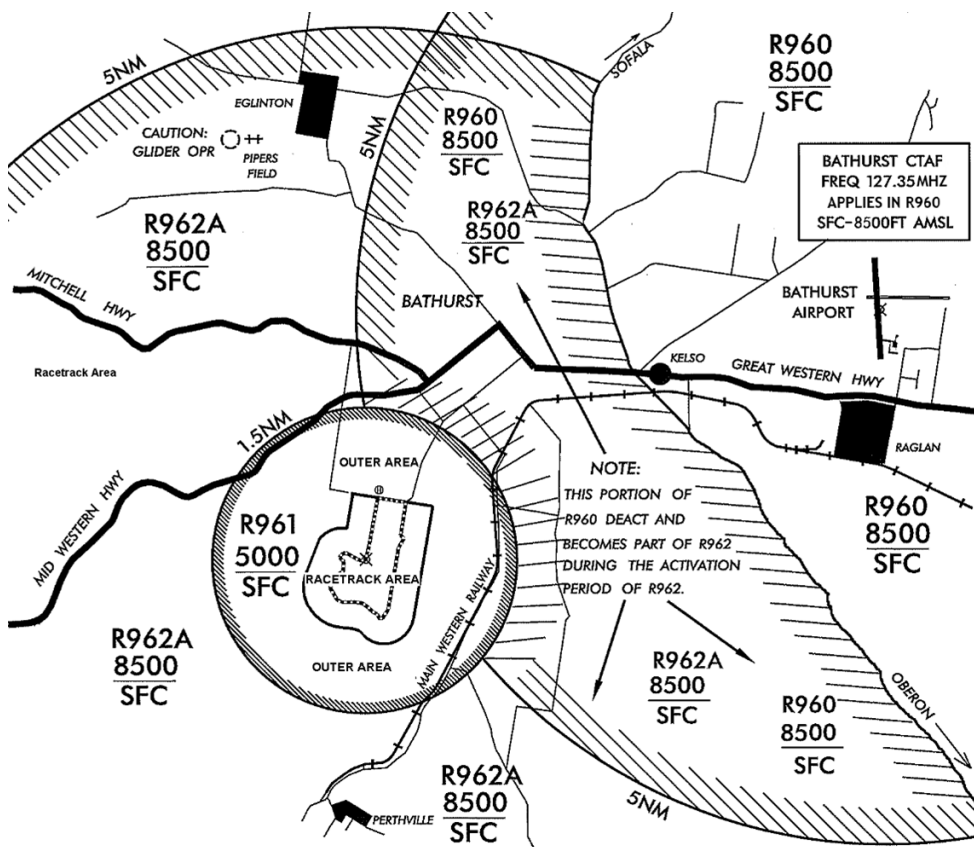 5NM
EGLINTON
CAUTION:
GLIDER OPR
PIPERS
FIELD
5NM
R960
8500
SFC
SOFALA
R960
8500
SFC
BATHURST CTAF
FREQ 127.35MHZ
APPLIES IN R960
SFC-8500FT AMSL
R962A
8500
SFC
R962A
8500
SFC
MITCHELL HWY
BATHURST
BATHURST
AIRPORT
Racetrack Area
KELSO
GREAT WESTERN HWY
1.5NM
RAGLAN
OUTER AREA
H
NOTE:
THIS PORTION OF
R960 DEACT AND
BECOMES PART OF R962
DURING THE ACTIVATION
PERIOD OF R962.
R961
5000
SFC
RACETRACK AREA
R960
8500
SFC
MID WESTERN HWY
MAIN WESTERN RAILWAY
R962A
8500
SFC
OUTER AREA
R962A
8500
SFC
OBERON
R960
8500
SFC
R962A
8500
SFC
5NM
PERTHVILLE